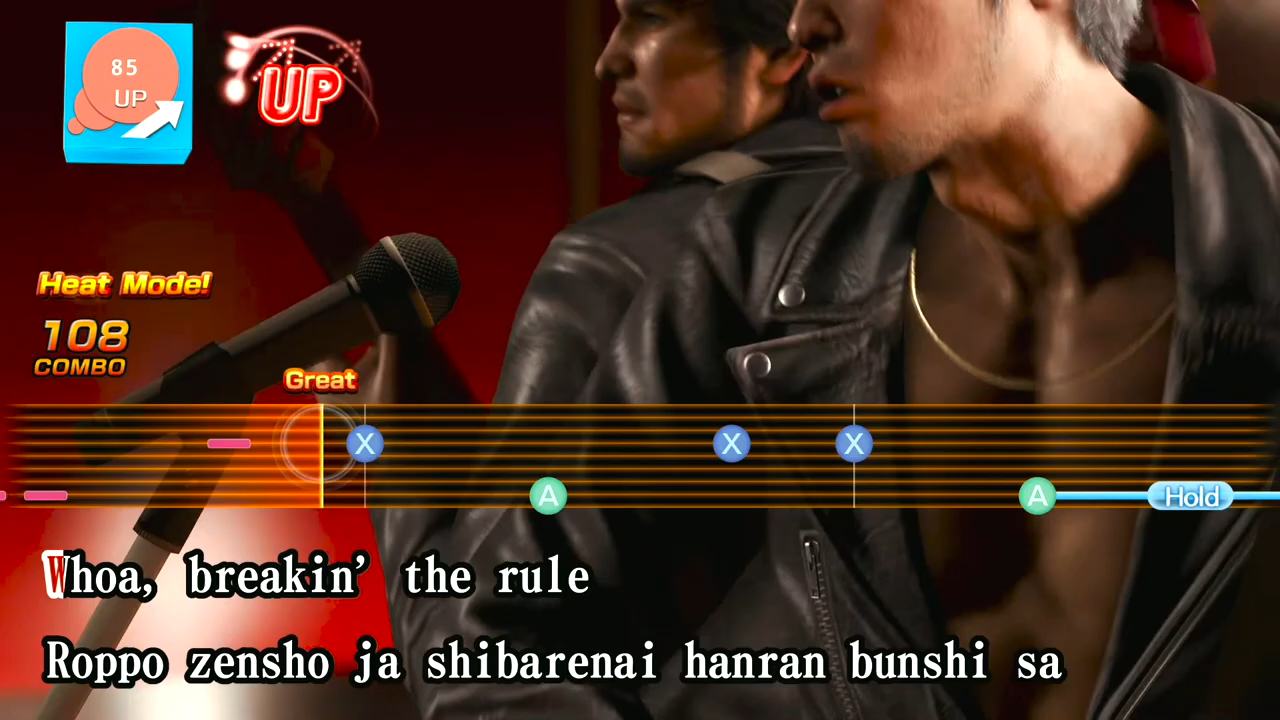 85
UP
UP
Heat Mode!
108
COMBO
Great
X X X
A A Hold
Whoa, breakin’ the rule
Roppo zensho ja shibarenai hanran bunshi sa